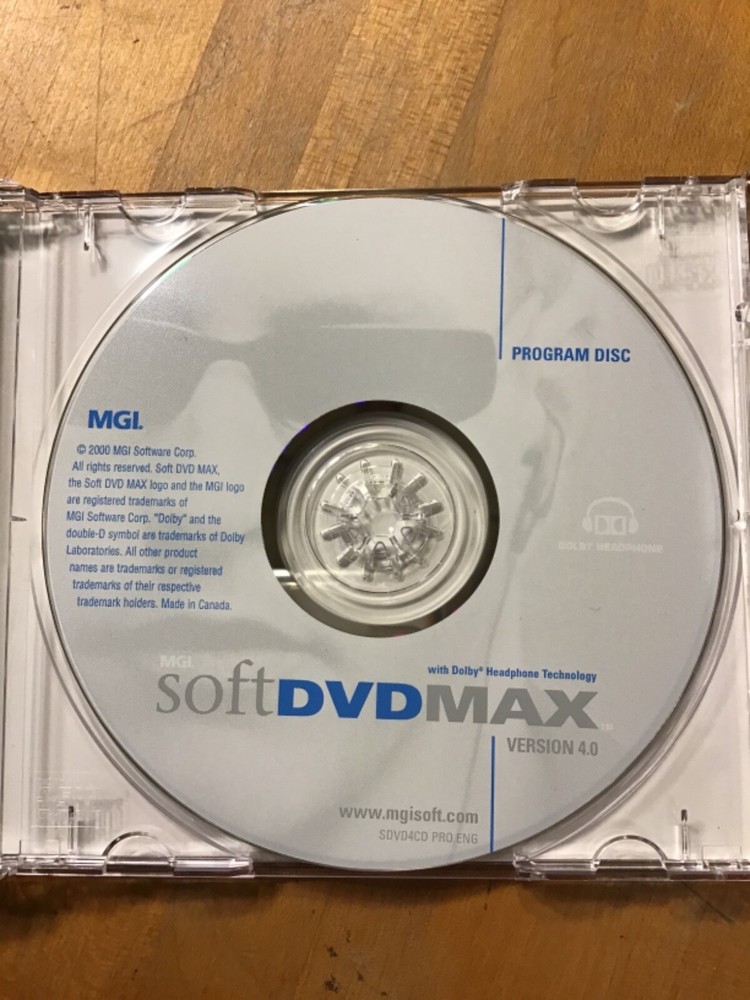 PROGRAM DISC
MGI.
© 2000 MGI Software Corp.
All rights reserved. Soft DVD MAX,
the Soft DVD MAX logo and the MGI logo
are registered trademarks of
MGI Software Corp. "Dolby" and the
double-D symbol are trademarks of Dolby
Laboratories. All other product
names are trademarks or registered
trademarks of their respective
trademark holders. Made in Canada.
DOLBY HEADPHONE
MGI.
with Dolby® Headphone Technology
softDVDMAX™
VERSION 4.0
www.mgisoft.com
SDVD4CD PRO ENG